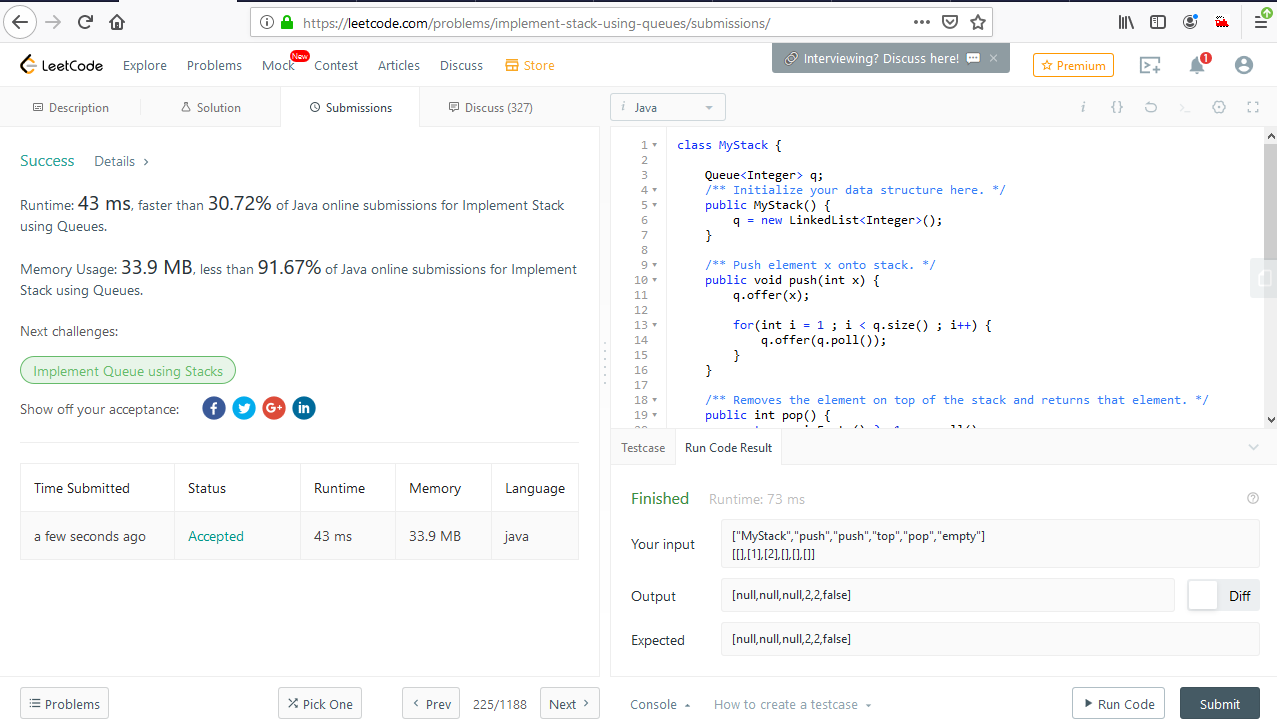 https://leetcode.com/problems/implement-stack-using-queues/submissions/
LeetCode Explore Problems Mock New Contest Articles Discuss Store Interviewing? Discuss here! × Premium 1
Description Solution Submissions Discuss (327)
i Java i {}
Success Details >
Runtime: 43 ms, faster than 30.72% of Java online submissions for Implement Stack
using Queues.
Memory Usage: 33.9 MB, less than 91.67% of Java online submissions for Implement
Stack using Queues.
Next challenges:
Implement Queue using Stacks
Show off your acceptance: f G+ in
Time Submitted Status Runtime Memory Language
a few seconds ago Accepted 43 ms 33.9 MB java
1 class MyStack {
2
3 Queue<Integer> q;
4 /** Initialize your data structure here. */
5 public MyStack() {
6 q = new LinkedList<Integer>();
7 }
8
9 /** Push element x onto stack. */
10 public void push(int x) {
11 q.offer(x);
12
13 for(int i = 1 ; i < q.size() ; i++) {
14 q.offer(q.poll());
15 }
16 }
17
18 /** Removes the element on top of the stack and returns that element. */
19 public int pop() {
Testcase Run Code Result
Finished Runtime: 73 ms
Your input
["MyStack","push","push","top","pop","empty"]
[[],[1],[2],[],[],[]]
Output [null,null,null,2,2,false] Diff
Expected [null,null,null,2,2,false]
Problems Pick One < Prev 225/1188 Next > Console How to create a testcase Run Code Submit